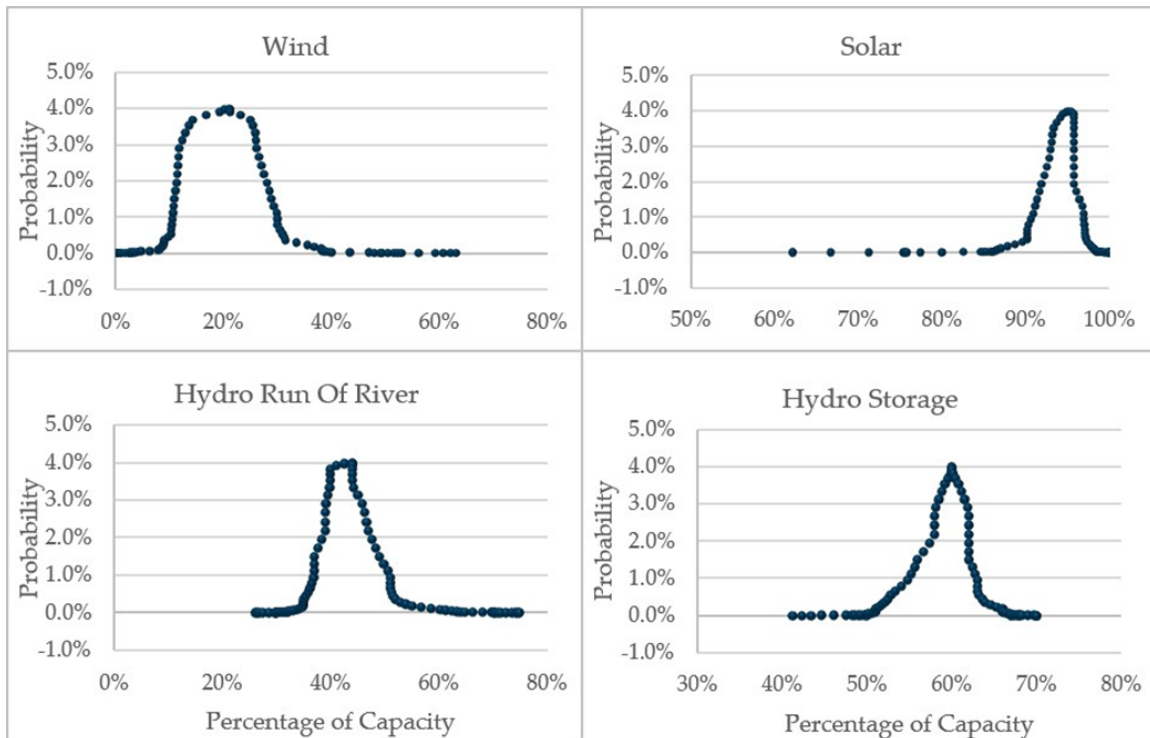 Wind
5.0%
4.0%
3.0%
2.0%
1.0%
0.0%
-1.0%
Probability
0% 20% 40% 60% 80%
Solar
5.0%
4.0%
3.0%
2.0%
1.0%
0.0%
-1.0%
Probability
50% 60% 70% 80% 90% 100%
Hydro Run Of River
5.0%
4.0%
3.0%
2.0%
1.0%
0.0%
-1.0%
Probability
0% 20% 40% 60% 80%
Percentage of Capacity
Hydro Storage
5.0%
4.0%
3.0%
2.0%
1.0%
0.0%
-1.0%
Probability
30% 40% 50% 60% 70% 80%
Percentage of Capacity